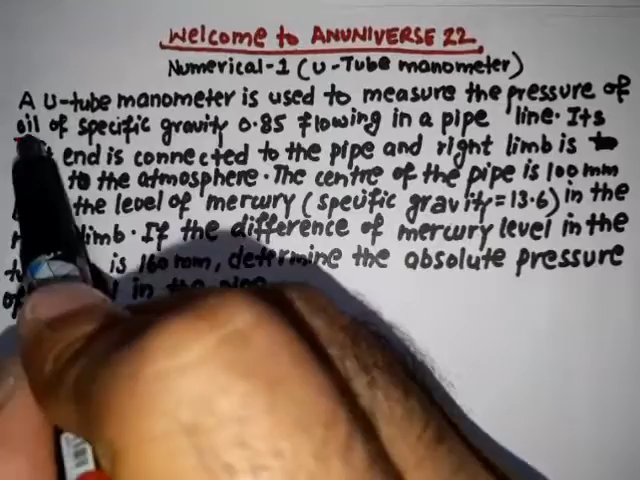 Welcome to ANUNIVERSE 22
Numerical-1 (U-Tube manometer)
A U-tube manometer is used to measure the pressure of
oil of specific gravity 0.85 flowing in a pipe line. Its
end is connected to the pipe and right limb is
to the atmosphere. The centre of the pipe is 100 mm
the level of mercury (specific gravity=13.6) in the
limb. If the difference of mercury level in the
is 160 mm, determine the absolute pressure
of in the